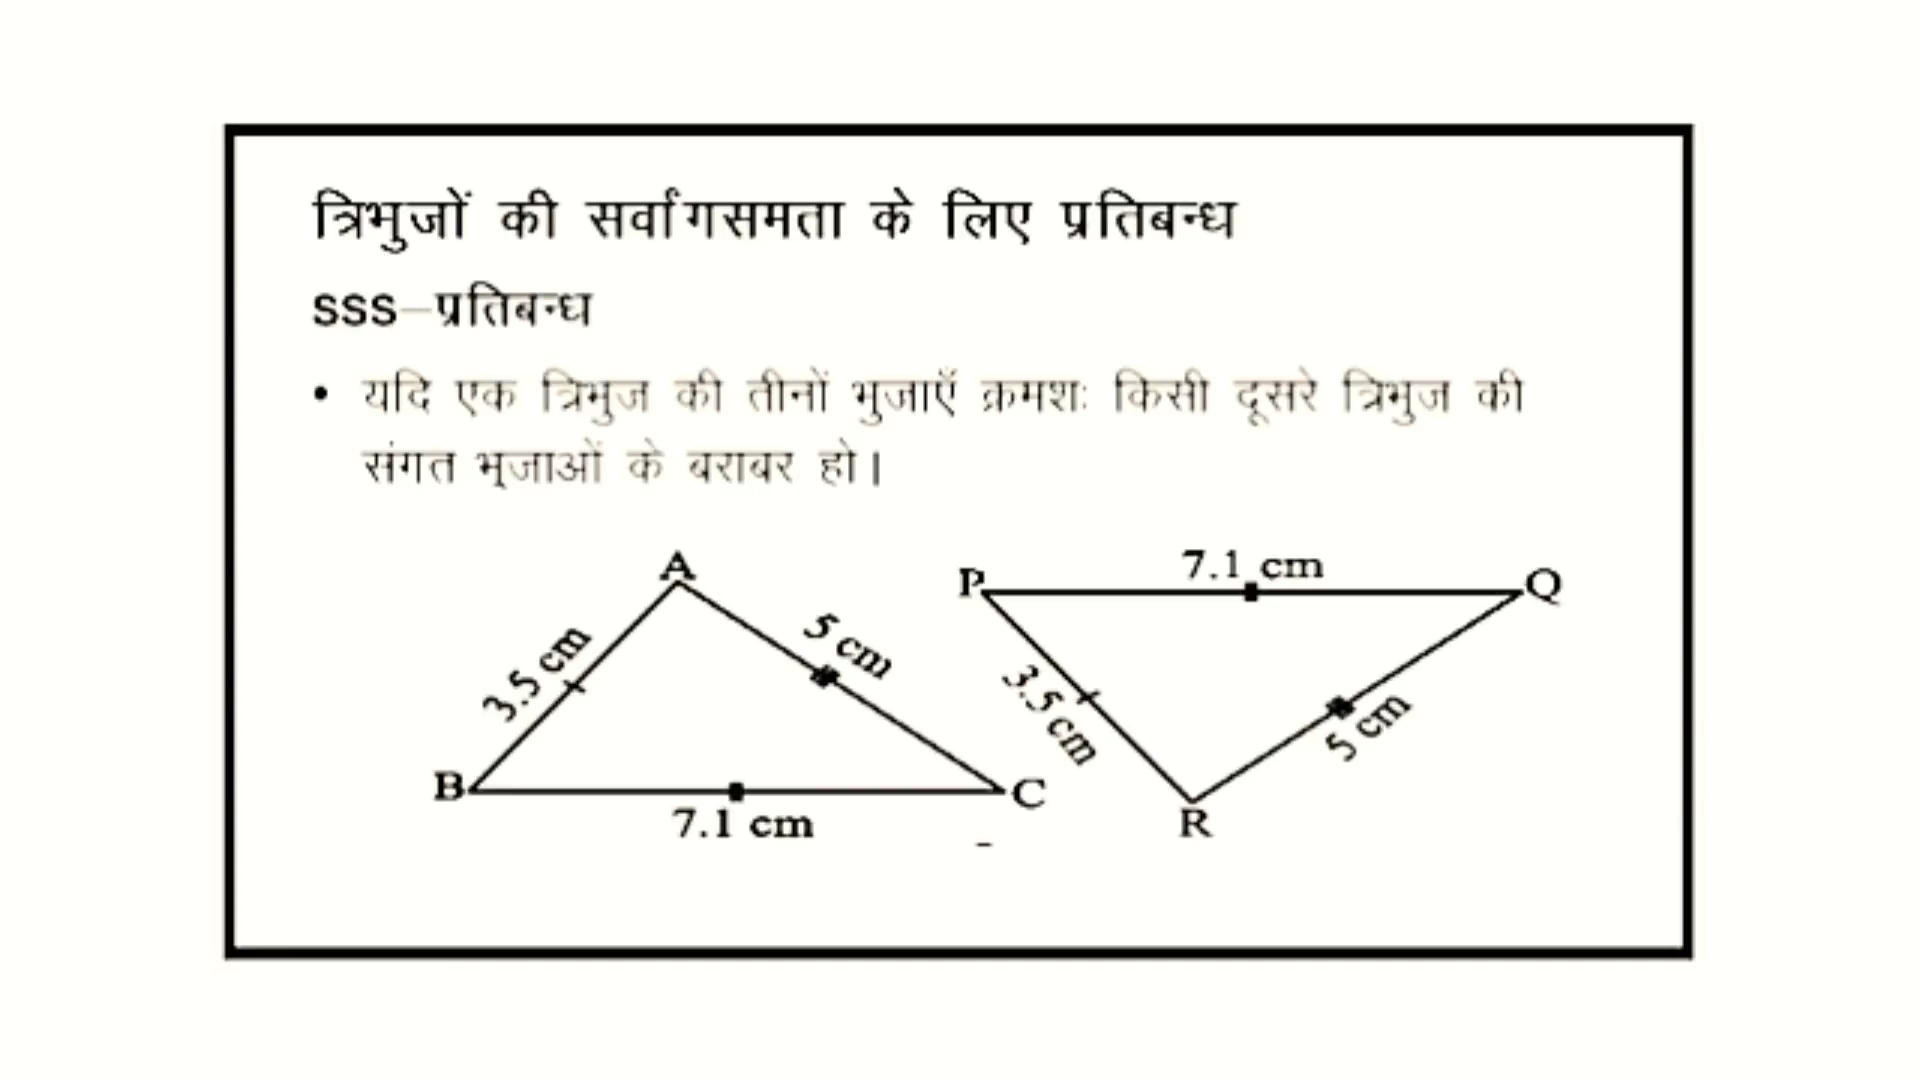 त्रिभुजों की सर्वांगसमता के लिए प्रतिबन्ध
SSS–प्रतिबन्ध
• यदि एक त्रिभुज की तीनों भुजाएँ क्रमशः किसी दूसरे त्रिभुज की
संगत भुजाओं के बराबर हो।
A
3.5 cm
5 cm
B
C
7.1 cm
P
7.1 cm
Q
3.5 cm
5 cm
R